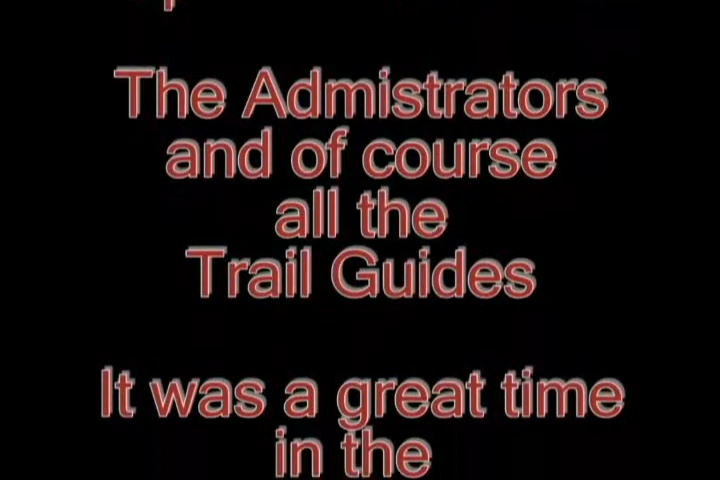 The Admistrators
and of course
all the
Trail Guides
It was a great time
in the